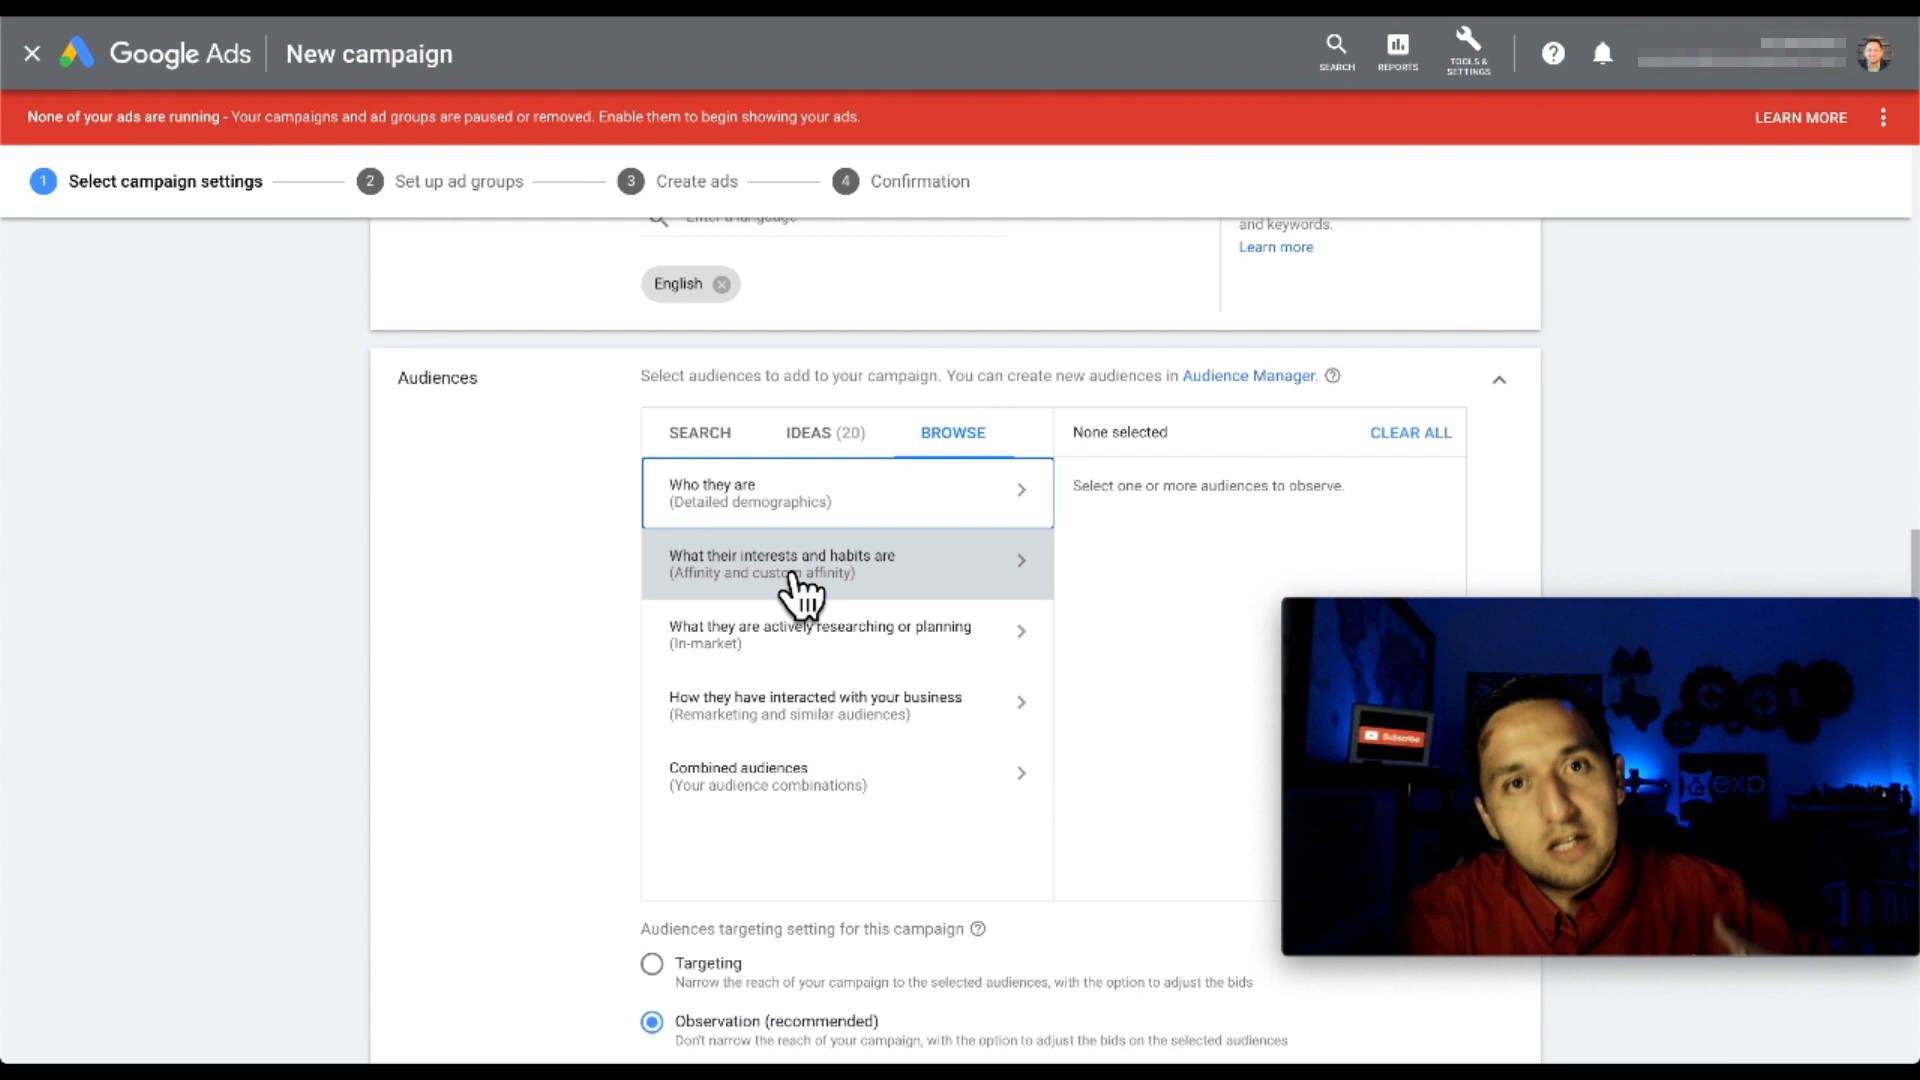 Google Ads
New campaign
SEARCH
REPORTS
TOOLS &
SETTINGS
None of your ads are running - Your campaigns and ad groups are paused or removed. Enable them to begin showing your ads.
LEARN MORE
1 Select campaign settings
2 Set up ad groups
3 Create ads
4 Confirmation
Enter a language
and keywords.
Learn more
English
Audiences
Select audiences to add to your campaign. You can create new audiences in Audience Manager.
SEARCH
IDEAS (20)
BROWSE
None selected
CLEAR ALL
Who they are
(Detailed demographics)
Select one or more audiences to observe.
What their interests and habits are
(Affinity and custom affinity)
What they are actively researching or planning
(In-market)
How they have interacted with your business
(Remarketing and similar audiences)
Combined audiences
(Your audience combinations)
Subscribe
exp
Audiences targeting setting for this campaign
Targeting
Narrow the reach of your campaign to the selected audiences, with the option to adjust the bids
Observation (recommended)
Don't narrow the reach of your campaign, with the option to adjust the bids on the selected audiences